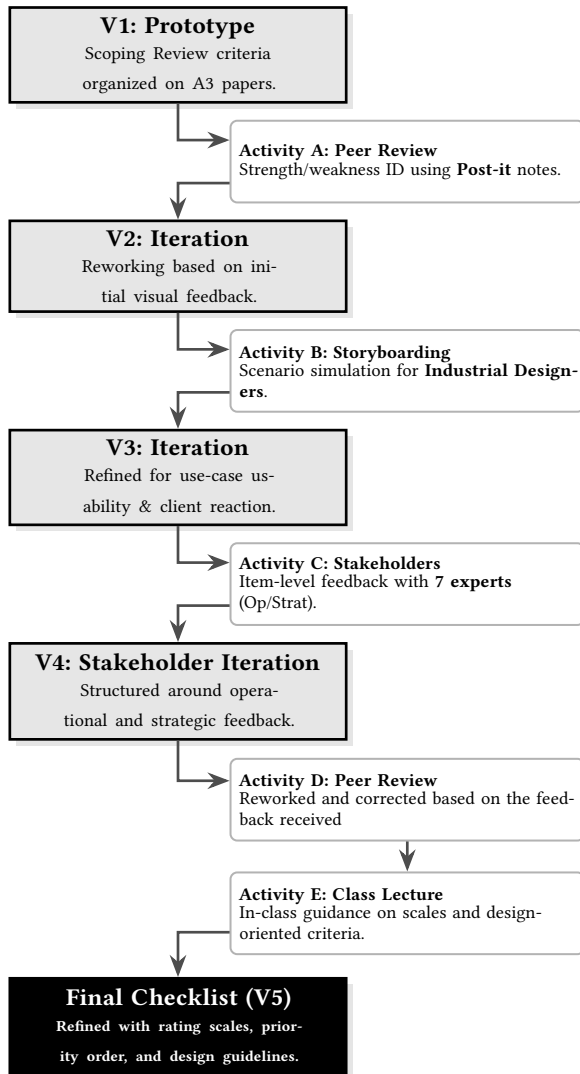 V1: Prototype
Scoping Review criteria
organized on A3 papers.
Activity A: Peer Review
Strength/weakness ID using Post-it notes.
V2: Iteration
Reworking based on ini-
tial visual feedback.
Activity B: Storyboarding
Scenario simulation for Industrial Design-
ers.
V3: Iteration
Refined for use-case us-
ability & client reaction.
Activity C: Stakeholders
Item-level feedback with 7 experts
(Op/Strat).
V4: Stakeholder Iteration
Structured around opera-
tional and strategic feedback.
Activity D: Peer Review
Reworked and corrected based on the feed-
back received
Activity E: Class Lecture
In-class guidance on scales and design-
oriented criteria.
Final Checklist (V5)
Refined with rating scales, prior-
ity order, and design guidelines.